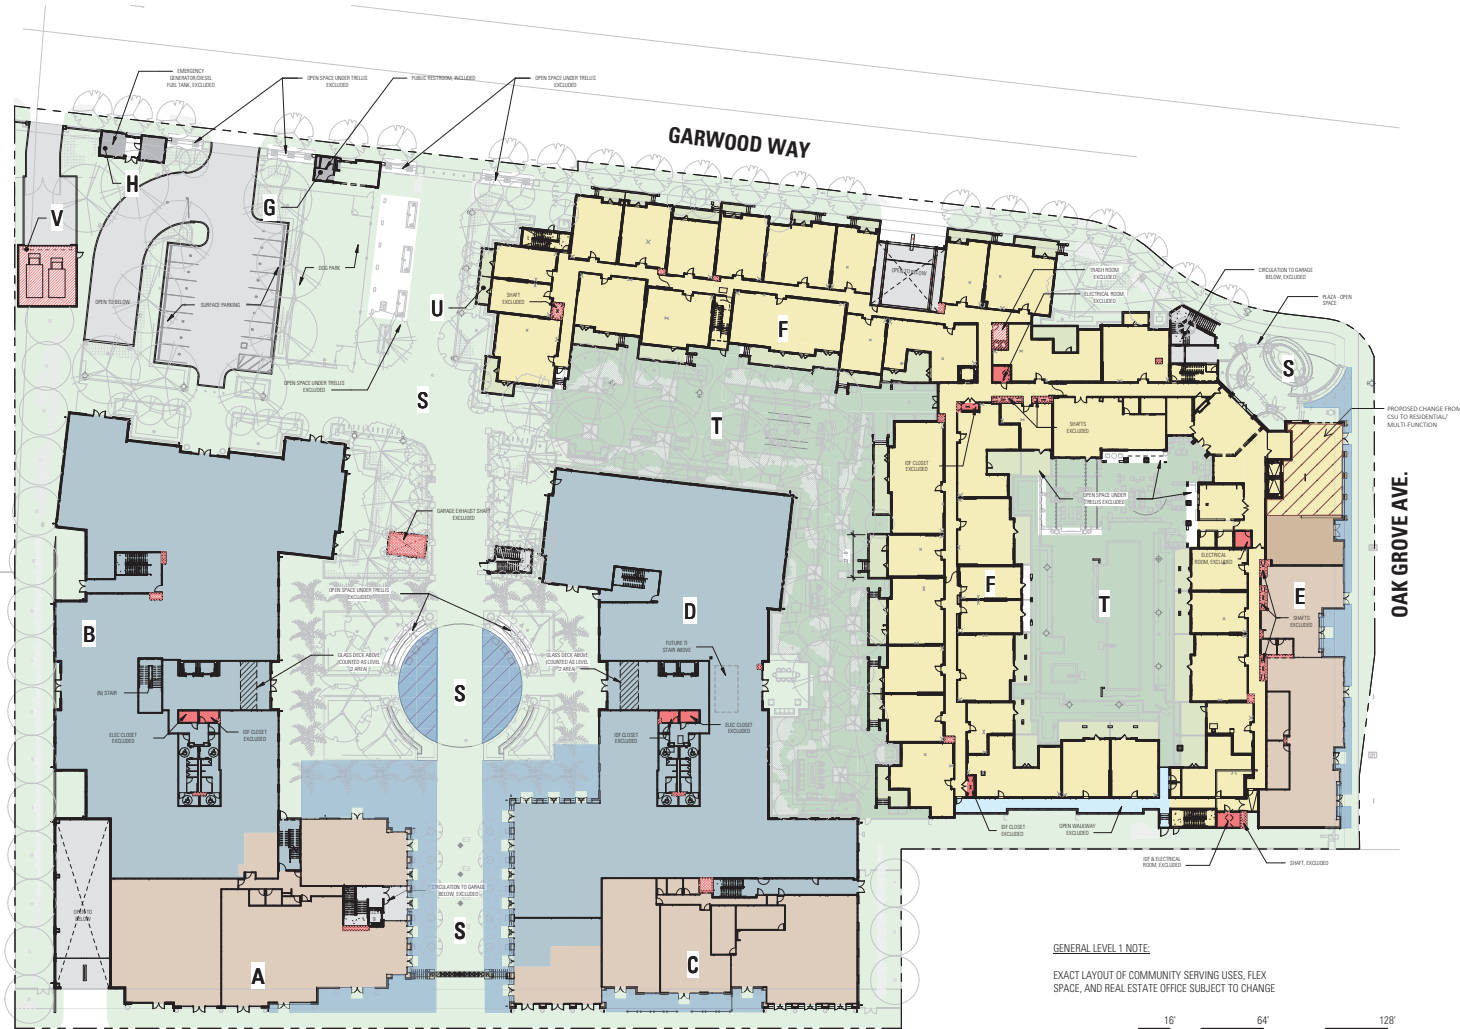 EMERGENCY
GENERATOR/DIESEL
FUEL TANK, EXCLUDED
OPEN SPACE UNDER TRELLIS
EXCLUDED
PUBLIC RESTROOM, INCLUDED
OPEN SPACE UNDER TRELLIS
EXCLUDED
GARWOOD WAY
H
G
V
DOG PARK
OPEN TO BELOW
SURFACE PARKING
U
SHAFT
EXCLUDED
F
OPEN TO BELOW
TRASH ROOM,
EXCLUDED
ELECTRICAL ROOM,
EXCLUDED
CIRCULATION TO GARAGE
BELOW, EXCLUDED
PLAZA - OPEN
SPACE
S
OPEN SPACE UNDER TRELLIS
EXCLUDED
S
T
PROPOSED CHANGE FROM
CSU TO RESIDENTIAL/
MULTI-FUNCTION
SHAFTS
EXCLUDED
IDF CLOSET
EXCLUDED
OPEN SPACE UNDER
TRELLIS EXCLUDED
OAK GROVE AVE.
GARAGE EXHAUST SHAFT
EXCLUDED
ELECTRICAL
ROOM, EXCLUDED
OPEN SPACE UNDER TRELLIS
EXCLUDED
F
T
E
SHAFTS
EXCLUDED
B
D
FUTURE TI
STAIR ABOVE
GLASS DECK ABOVE
(COUNTED AS LEVEL
2 AREA)
GLASS DECK ABOVE
(COUNTED AS LEVEL
2 AREA)
(N) STAIR
S
ELEC CLOSET
EXCLUDED
IDF CLOSET
EXCLUDED
IDF CLOSET
EXCLUDED
ELEC CLOSET
EXCLUDED
IDF CLOSET
EXCLUDED
OPEN WALKWAY
EXCLUDED
IDF & ELECTRICAL
ROOM, EXCLUDED
SHAFT, EXCLUDED
CIRCULATION TO GARAGE
BELOW, EXCLUDED
OPEN TO
BELOW
S
A
C
GENERAL LEVEL 1 NOTE:
EXACT LAYOUT OF COMMUNITY SERVING USES, FLEX
SPACE, AND REAL ESTATE OFFICE SUBJECT TO CHANGE
16'
64'
128'